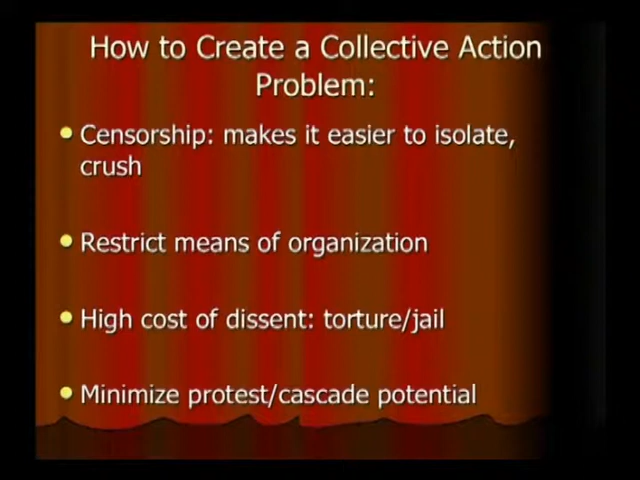 How to Create a Collective Action
Problem:
Censorship: makes it easier to isolate,
crush
Restrict means of organization
High cost of dissent: torture/jail
Minimize protest/cascade potential